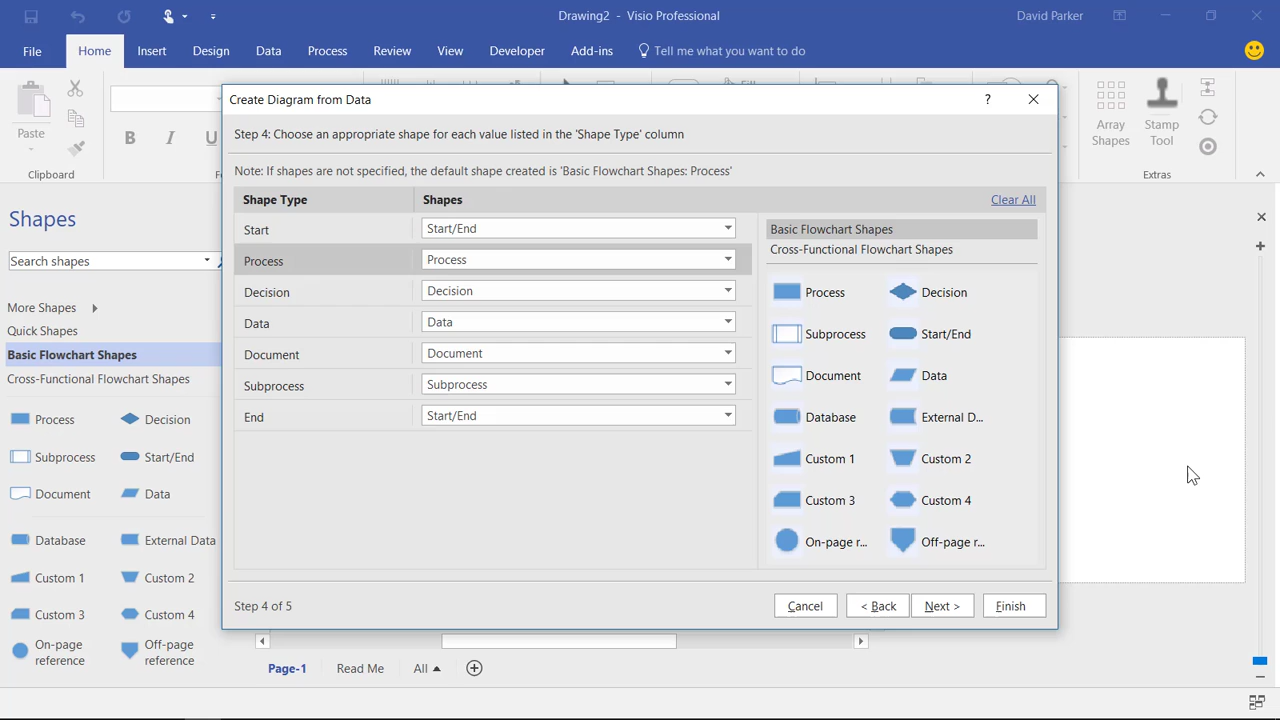 Drawing2 - Visio Professional
David Parker
File
Home
Insert
Design
Data
Process
Review
View
Developer
Add-ins
Tell me what you want to do
Paste
B
I
U
Clipboard
Fill
Array Shapes
Stamp Tool
Extras
Create Diagram from Data
?
Step 4: Choose an appropriate shape for each value listed in the 'Shape Type' column
Note: If shapes are not specified, the default shape created is 'Basic Flowchart Shapes: Process'
Shape Type
Shapes
Clear All
Start
Start/End
Process
Process
Decision
Decision
Data
Data
Document
Document
Subprocess
Subprocess
End
Start/End
Basic Flowchart Shapes
Cross-Functional Flowchart Shapes
Process
Decision
Subprocess
Start/End
Document
Data
Database
External D...
Custom 1
Custom 2
Custom 3
Custom 4
On-page r...
Off-page r...
Step 4 of 5
Cancel
< Back
Next >
Finish
Shapes
Search shapes
More Shapes
Quick Shapes
Basic Flowchart Shapes
Cross-Functional Flowchart Shapes
Process
Decision
Subprocess
Start/End
Document
Data
Database
External Data
Custom 1
Custom 2
Custom 3
Custom 4
On-page reference
Off-page reference
Page-1
Read Me
All